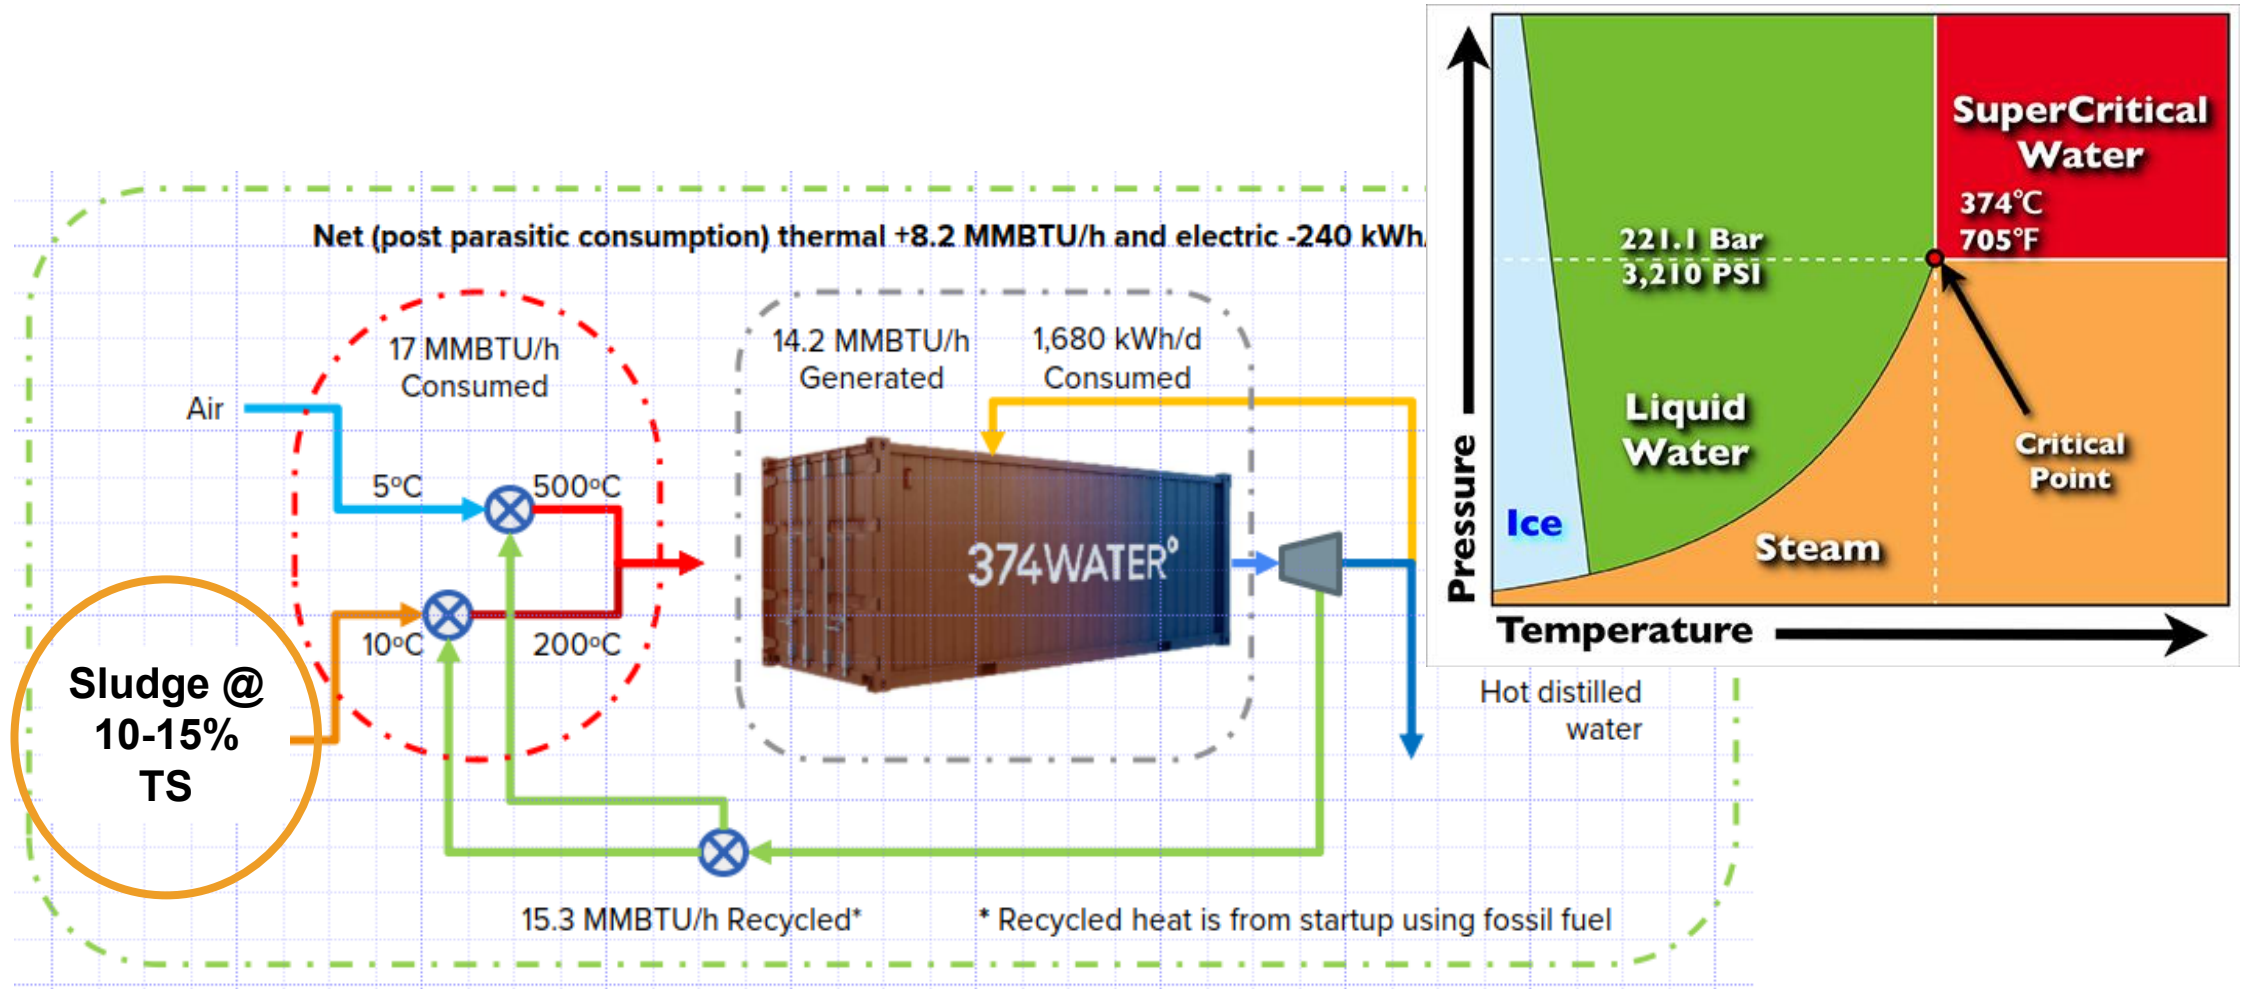 Net (post parasitic consumption) thermal +8.2 MMBTU/h and electric -240 kWh
17 MMBTU/h
Consumed
14.2 MMBTU/h
Generated
1,680 kWh/d
Consumed
Air
5°C
500°C
10°C
200°C
Sludge @
10-15%
TS
374WATER°
Hot distilled
water
15.3 MMBTU/h Recycled*
* Recycled heat is from startup using fossil fuel
Pressure
Temperature
SuperCritical
Water
374°C
705°F
221.1 Bar
3,210 PSI
Liquid
Water
Critical
Point
Ice
Steam